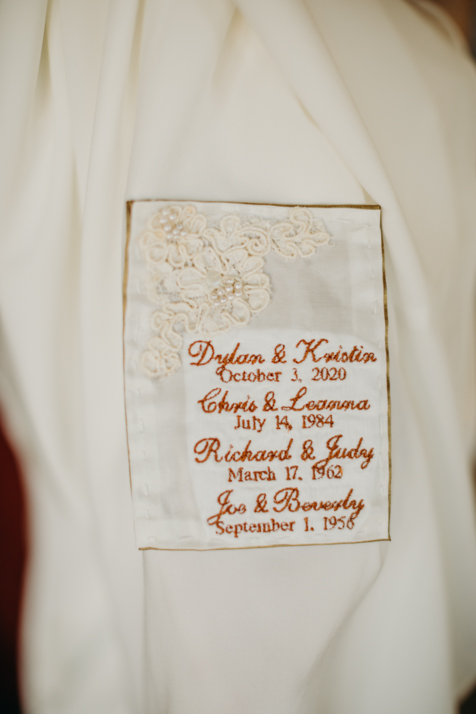 Dylan & Kristin
October 3, 2020
Chris & Leanna
July 14, 1984
Richard & Judy
March 17, 1962
Joe & Beverly
September 1, 1956